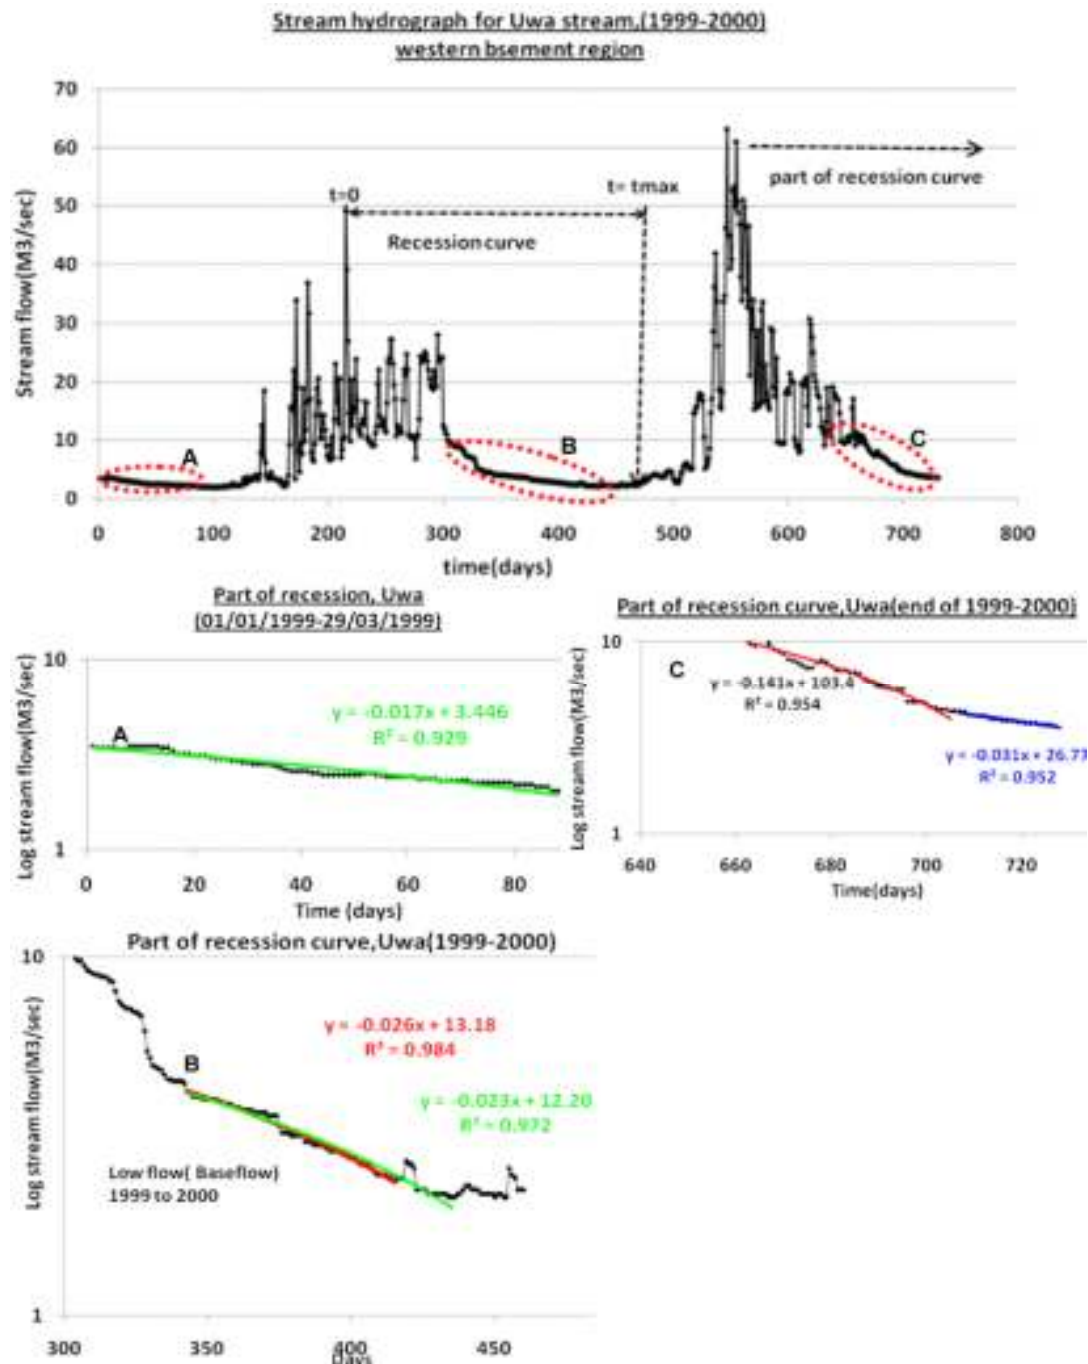 Stream hydrograph for Uwa stream,(1999-2000)
western bsement region
Stream flow(M3/sec)
70
60
50
40
30
20
10
0
t=0
t= tmax
Recession curve
part of recession curve
A
B
C
0 100 200 300 400 500 600 700 800
time(days)
Part of recession, Uwa
(01/01/1999-29/03/1999)
Log stream flow(M3/sec)
10
1
A
y = -0.017x + 3.446
R² = 0.929
0 20 40 60 80
Time (days)
Part of recession curve,Uwa(end of 1999-2000)
Log stream flow(M3/sec)
10
1
C
y = -0.141x + 103.4
R² = 0.954
y = -0.031x + 26.77
R² = 0.952
640 660 680 700 720
Time(days)
Part of recession curve,Uwa(1999-2000)
Log stream flow(M3/sec)
10
1
B
y = -0.026x + 13.18
R² = 0.984
y = -0.023x + 12.20
R² = 0.972
Low flow( Baseflow)
1999 to 2000
300 350 400 450
Days